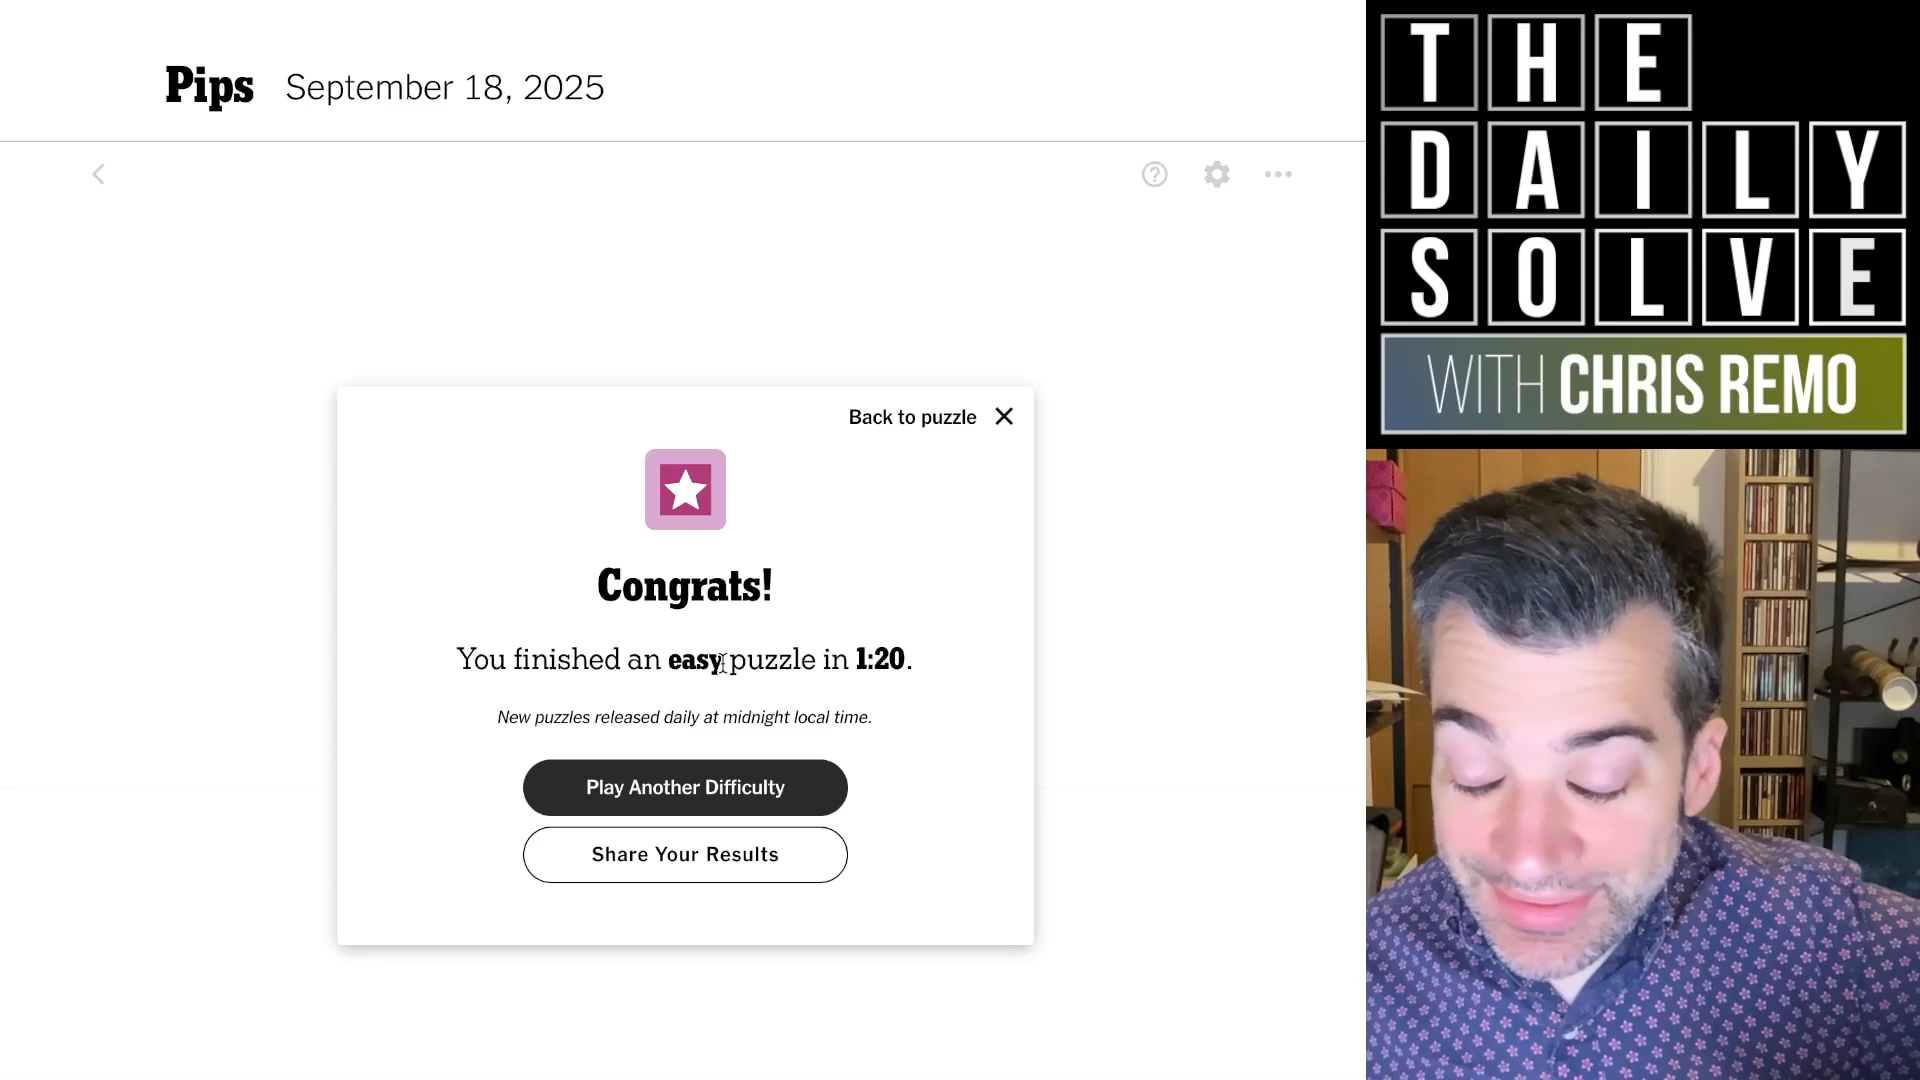 Pips September 18, 2025
Back to puzzle
Congrats!
You finished an easy puzzle in 1:20.
New puzzles released daily at midnight local time.
Play Another Difficulty
Share Your Results
THE
DAILY
SOLVE
WITH CHRIS REMO